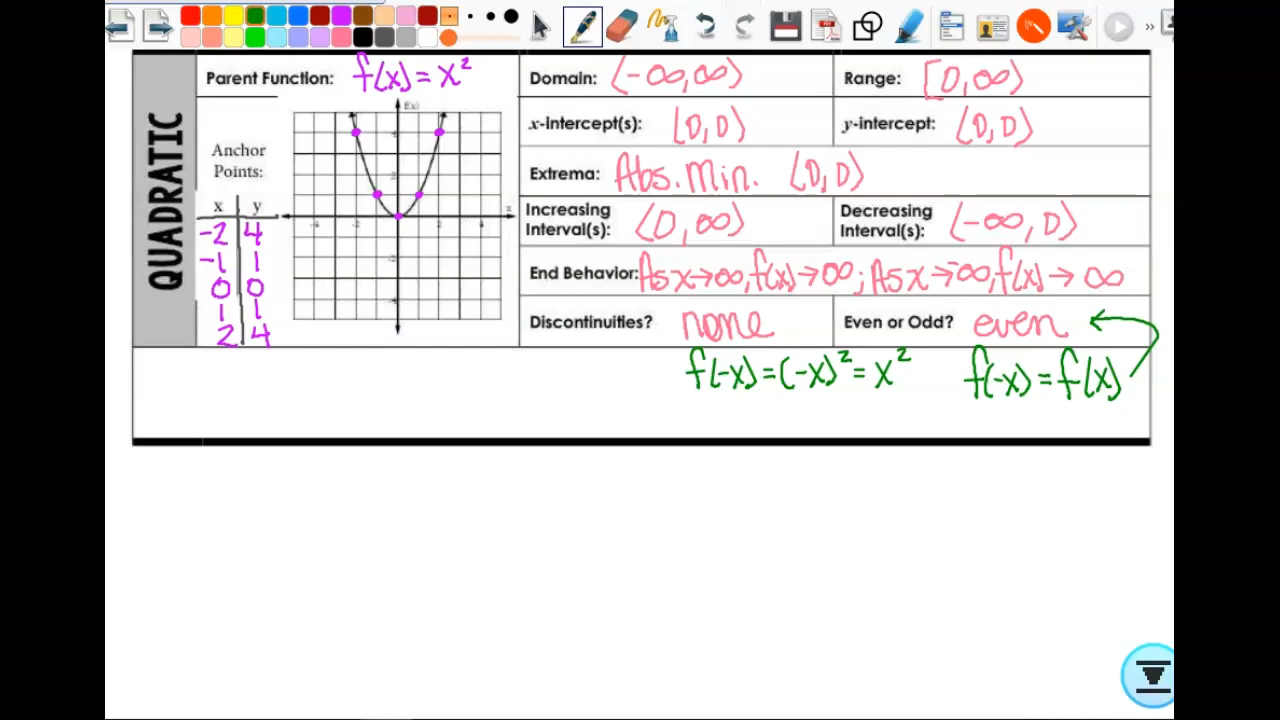 QUADRATIC
Parent Function: f(x) = x²
Domain: (-∞,∞)
Range: [0,∞)
Anchor
Points:
x y
-2 4
-1 1
0 0
1 1
2 4
f(x)
x-intercept(s): (0,0)
y-intercept: (0,0)
Extrema: Abs. Min. (0,0)
Increasing
Interval(s): (0,∞)
Decreasing
Interval(s): (-∞,0)
End Behavior: As x→∞, f(x)→∞; As x→-∞, f(x)→∞
Discontinuities? none
Even or Odd? even
f(-x) = (-x)² = x²
f(-x) = f(x)